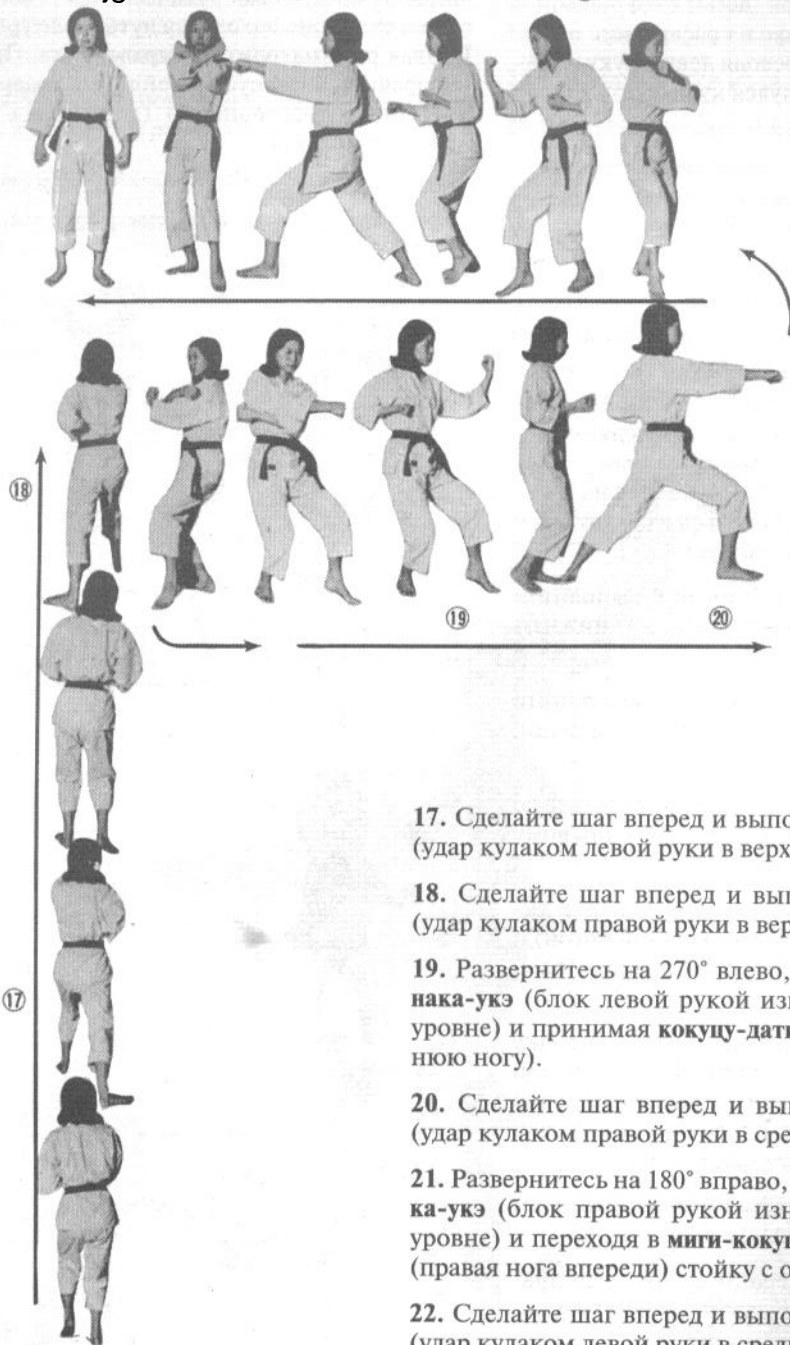 ⑱
⑲ ⑳
⑰
17. Сделайте шаг вперед и выпо
(удар кулаком левой руки в верх
18. Сделайте шаг вперед и вып
(удар кулаком правой руки в вер
19. Развернитесь на 270° влево,
нака-укэ (блок левой рукой изн
уровне) и принимая кокуцу-дати
нюю ногу).
20. Сделайте шаг вперед и вып
(удар кулаком правой руки в сре
21. Развернитесь на 180° вправо,
ка-укэ (блок правой рукой изн
уровне) и переходя в миги-кокуц
(правая нога впереди) стойку с о
22. Сделайте шаг вперед и выпо
(удар кулаком левой руки в средн